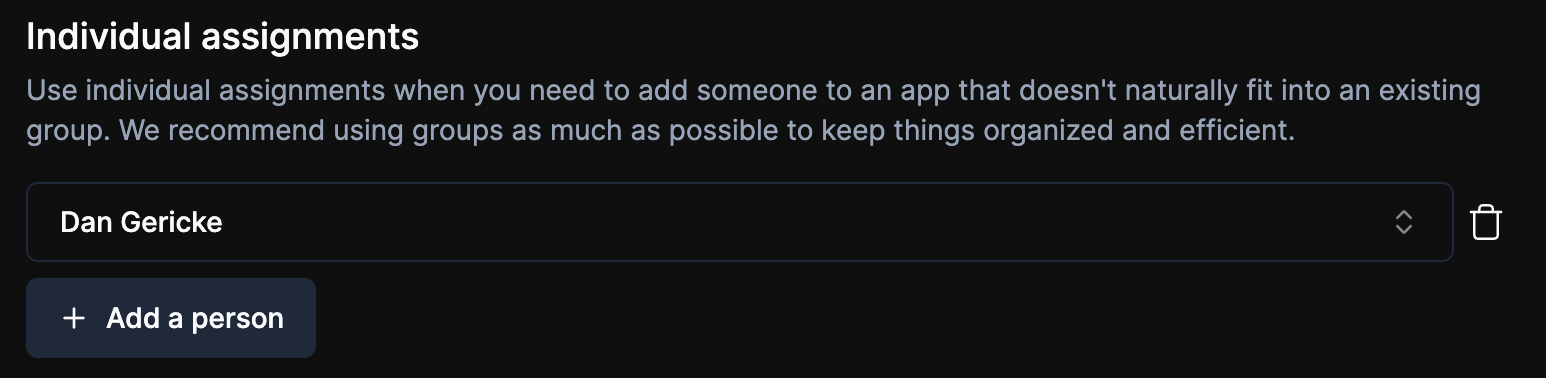 Individual assignments
Use individual assignments when you need to add someone to an app that doesn't naturally fit into an existing
group. We recommend using groups as much as possible to keep things organized and efficient.
Dan Gericke
Add a person